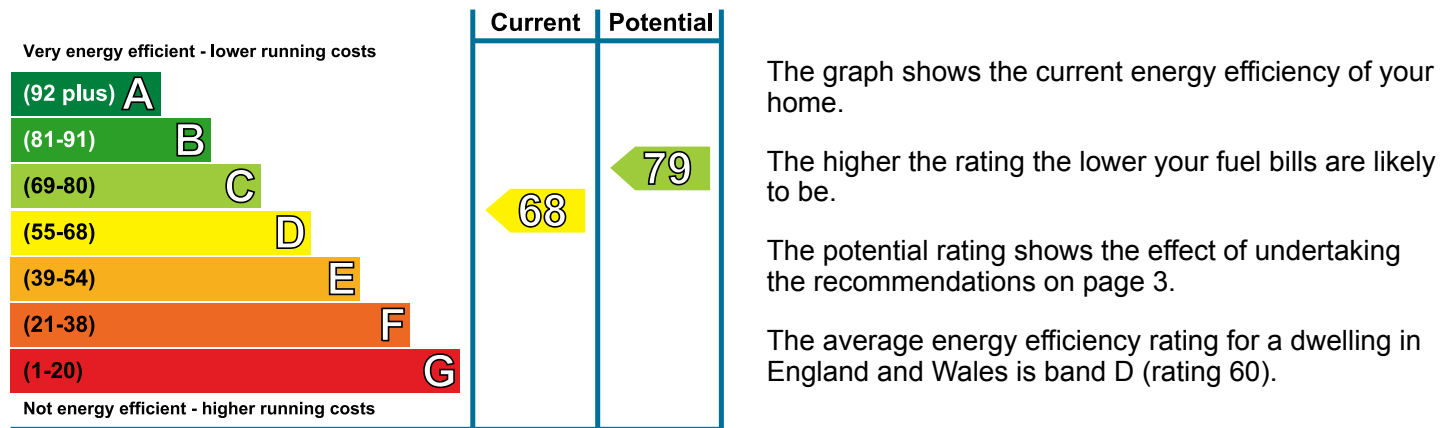 Current Potential
Very energy efficient - lower running costs
(92 plus) A
(81-91) B
(69-80) C
(55-68) D
(39-54) E
(21-38) F
(1-20) G
Not energy efficient - higher running costs
68
79
The graph shows the current energy efficiency of your
home.
The higher the rating the lower your fuel bills are likely
to be.
The potential rating shows the effect of undertaking
the recommendations on page 3.
The average energy efficiency rating for a dwelling in
England and Wales is band D (rating 60).